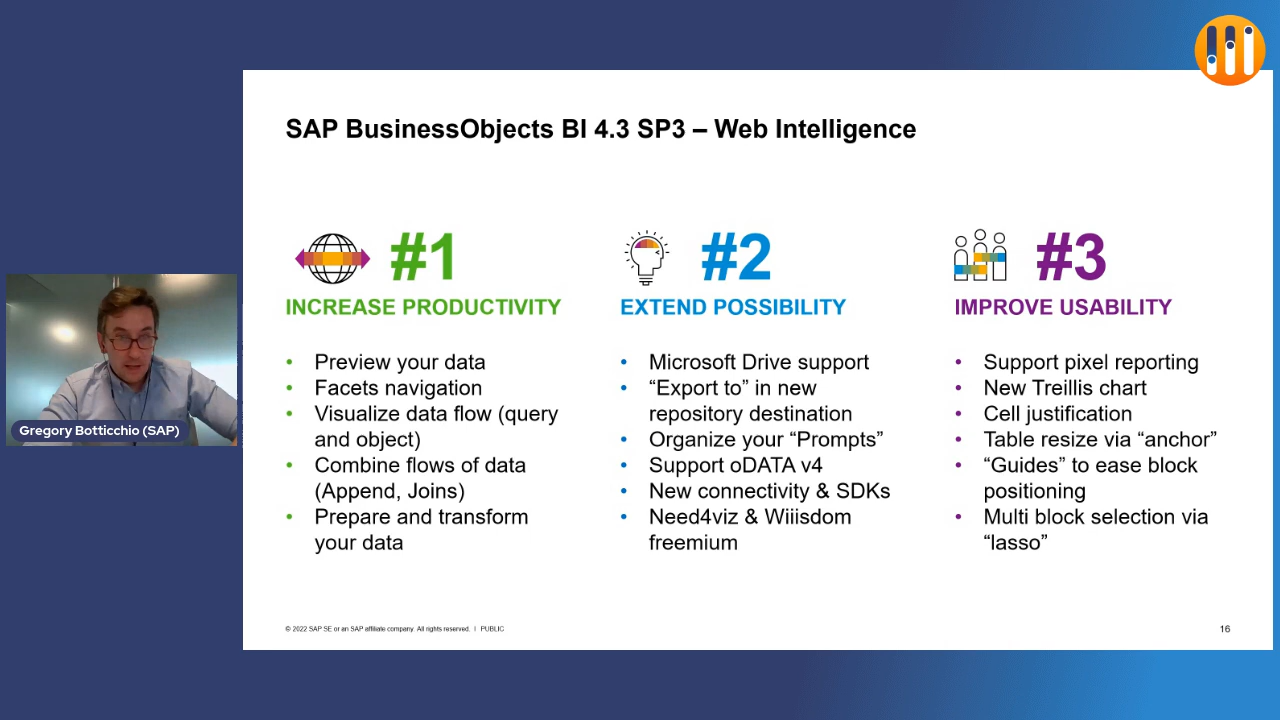 SAP BusinessObjects BI 4.3 SP3 – Web Intelligence
#1
INCREASE PRODUCTIVITY
• Preview your data
• Facets navigation
• Visualize data flow (query
and object)
• Combine flows of data
(Append, Joins)
• Prepare and transform
your data
#2
EXTEND POSSIBILITY
• Microsoft Drive support
• “Export to” in new
repository destination
• Organize your “Prompts”
• Support oDATA v4
• New connectivity & SDKs
• Need4viz & Wiiisdom
freemium
#3
IMPROVE USABILITY
• Support pixel reporting
• New Treillis chart
• Cell justification
• Table resize via “anchor”
• “Guides” to ease block
positioning
• Multi block selection via
“lasso”
Gregory Botticchio (SAP)
© 2022 SAP SE or an SAP affiliate company. All rights reserved. | PUBLIC
16